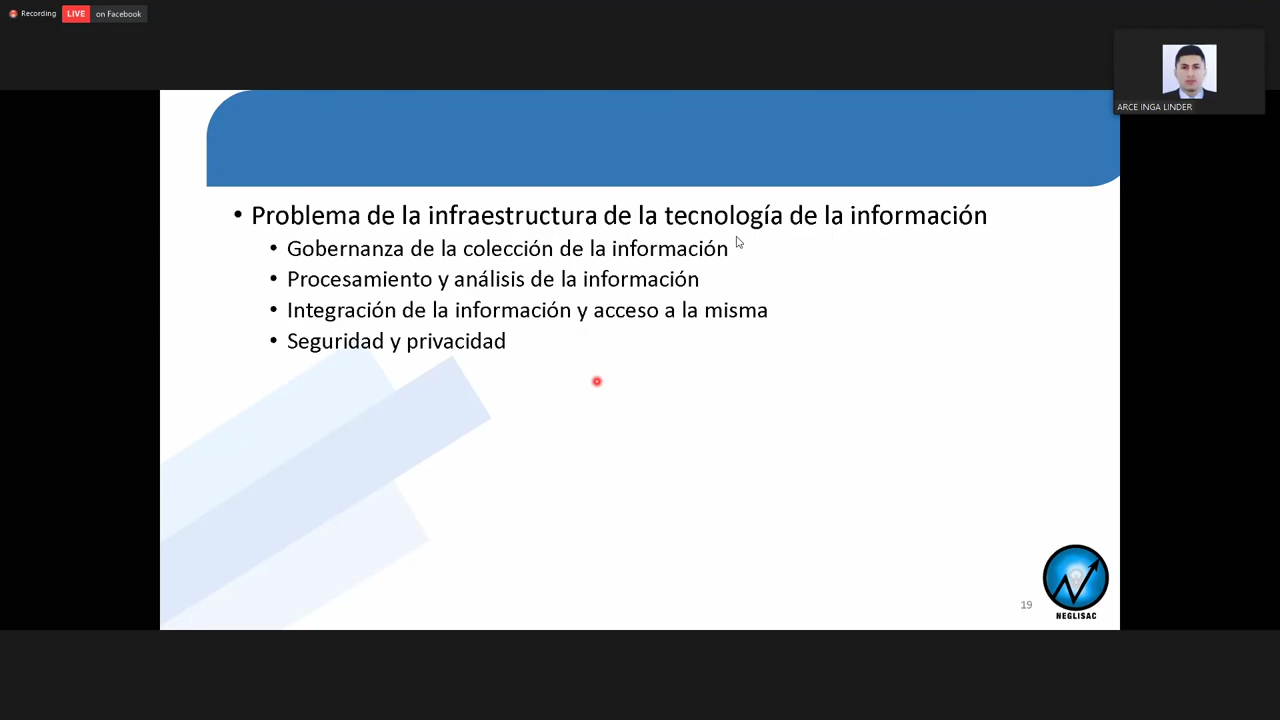 Recording LIVE on Facebook
ARCE INGA LINDER
• Problema de la infraestructura de la tecnología de la información
• Gobernanza de la colección de la información
• Procesamiento y análisis de la información
• Integración de la información y acceso a la misma
• Seguridad y privacidad
19
NEGLISAC